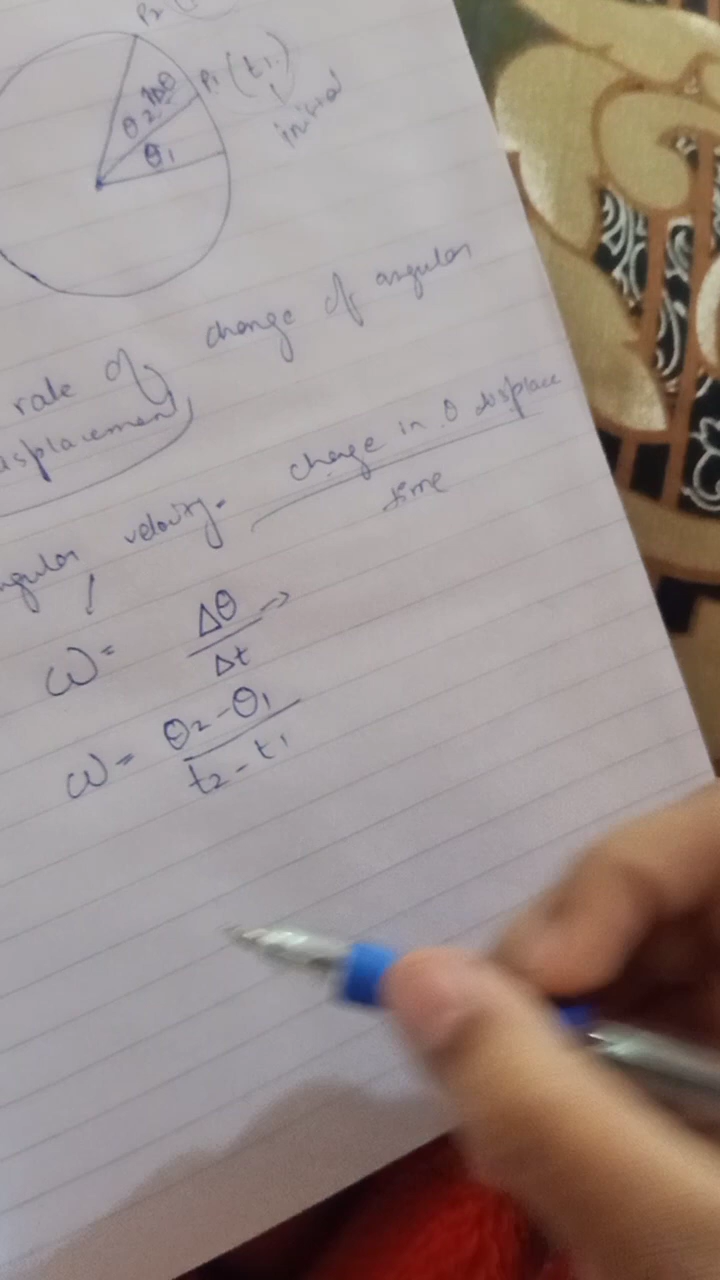 P2 (
P1 (t1)
Δθ
θ2
initial
θ1
rate of change of angular
displacement
angular velocity = change in θ displace
time
ω = Δθ
Δt
ω = θ2 - θ1
t2 - t1